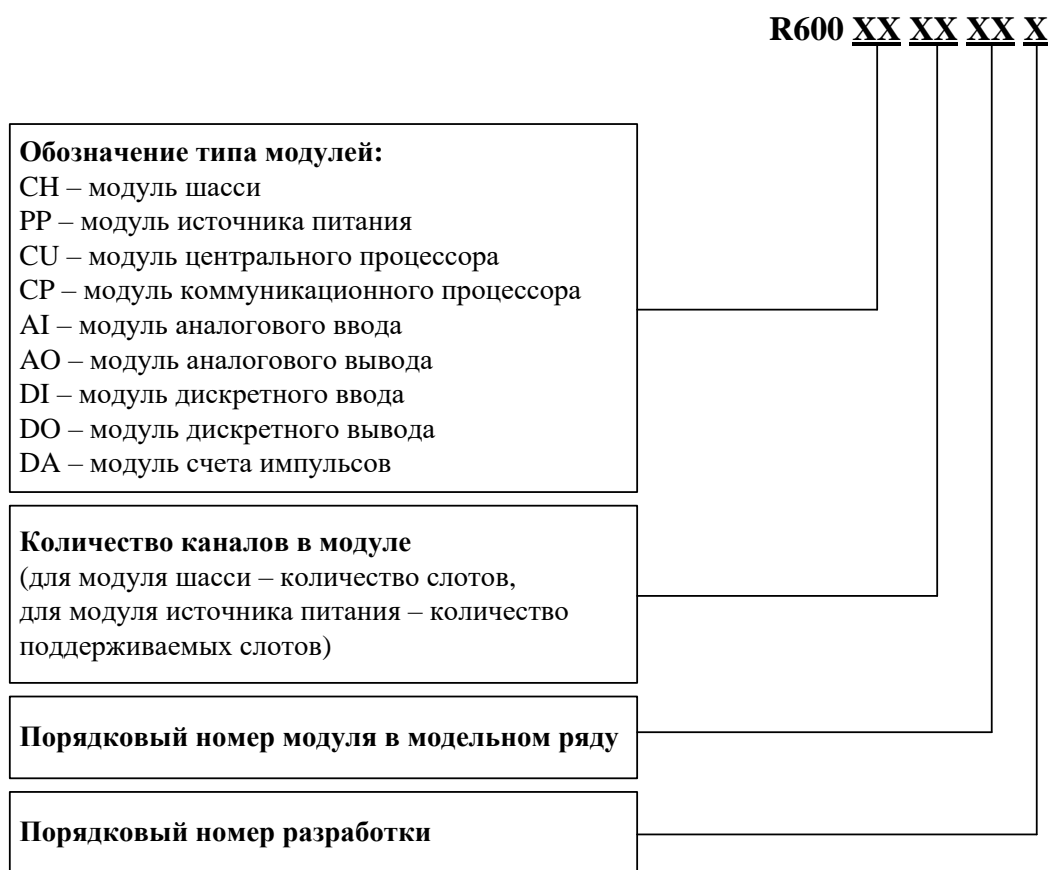 R600 XX XX XX X
Обозначение типа модулей:
CH – модуль шасси
PP – модуль источника питания
CU – модуль центрального процессора
CP – модуль коммуникационного процессора
AI – модуль аналогового ввода
AO – модуль аналогового вывода
DI – модуль дискретного ввода
DO – модуль дискретного вывода
DA – модуль счета импульсов
Количество каналов в модуле
(для модуля шасси – количество слотов,
для модуля источника питания – количество
поддерживаемых слотов)
Порядковый номер модуля в модельном ряду
Порядковый номер разработки